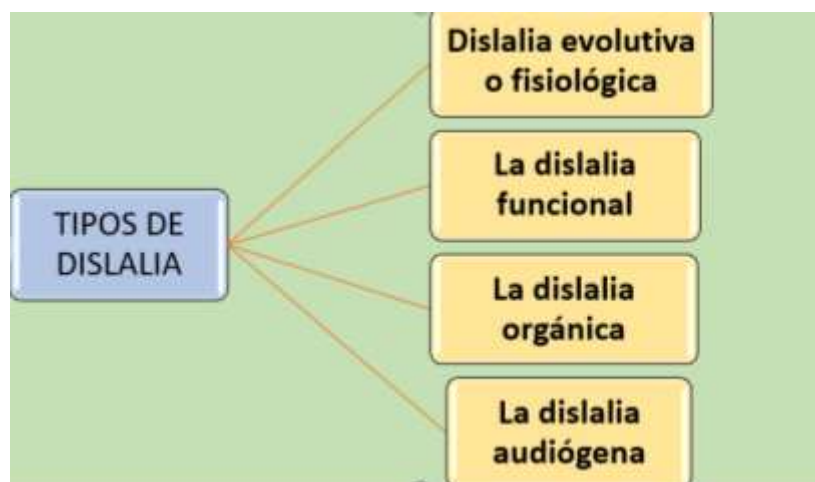 TIPOS DE
DISLALIA
Dislalia evolutiva
o fisiológica
La dislalia
funcional
La dislalia
orgánica
La dislalia
audiógena